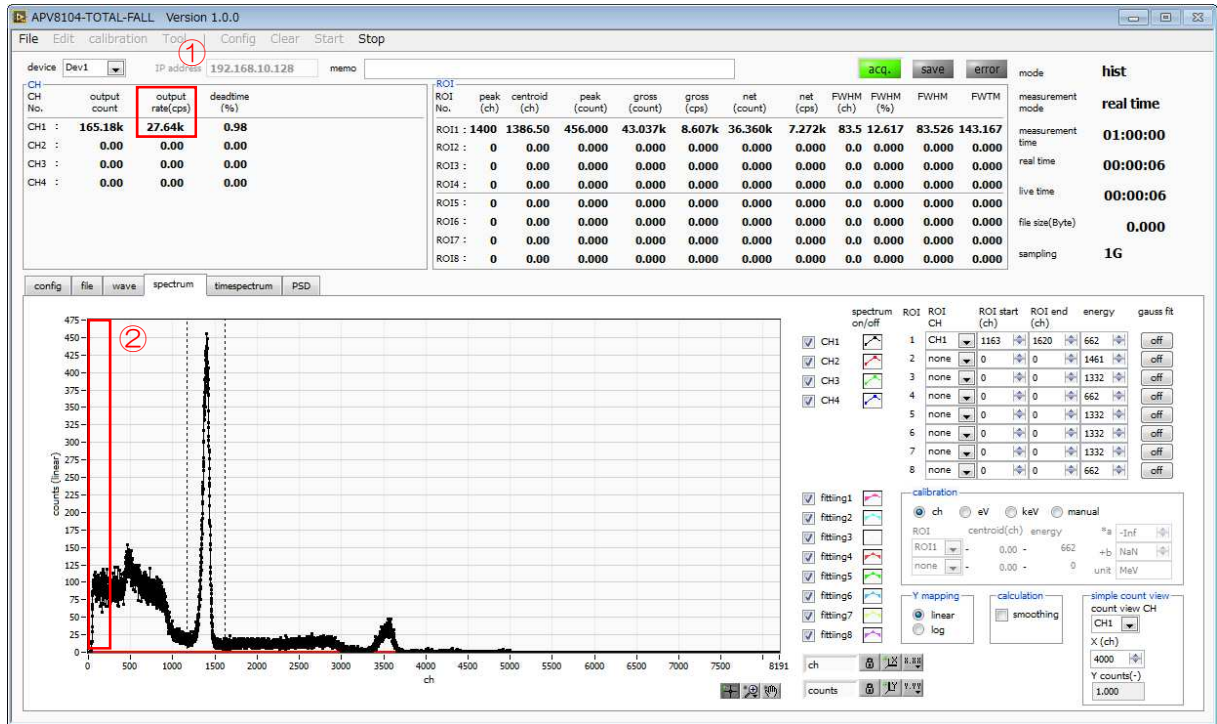 APV8104-TOTAL-FALL Version 1.0.0
File Edit calibration Tool Config Clear Start Stop
①
device Dev1 IP address 192.168.10.128 memo acq. save error
CH
CH No. output count output rate(cps) deadtime (%)
CH1 : 165.18k 27.64k 0.98
CH2 : 0.00 0.00 0.00
CH3 : 0.00 0.00 0.00
CH4 : 0.00 0.00 0.00
ROI
ROI No. peak (ch) centroid (ch) peak (count) gross (count) gross (cps) net (count) net (cps) FWHM (ch) FWHM (%) FWHM FWTM
ROI1 : 1400 1386.50 456.000 43.037k 8.607k 36.360k 7.272k 83.5 12.617 83.526 143.167
ROI2 : 0 0.00 0.000 0.000 0.000 0.000 0.000 0.0 0.000 0.000 0.000
ROI3 : 0 0.00 0.000 0.000 0.000 0.000 0.000 0.0 0.000 0.000 0.000
ROI4 : 0 0.00 0.000 0.000 0.000 0.000 0.000 0.0 0.000 0.000 0.000
ROI5 : 0 0.00 0.000 0.000 0.000 0.000 0.000 0.0 0.000 0.000 0.000
ROI6 : 0 0.00 0.000 0.000 0.000 0.000 0.000 0.0 0.000 0.000 0.000
ROI7 : 0 0.00 0.000 0.000 0.000 0.000 0.000 0.0 0.000 0.000 0.000
ROI8 : 0 0.00 0.000 0.000 0.000 0.000 0.000 0.0 0.000 0.000 0.000
mode hist
measurement mode real time
measurement time 01:00:00
real time 00:00:06
live time 00:00:06
file size(Byte) 0.000
sampling 1G
config file wave spectrum timespectrum PSD
②
counts (linear)
475
450
425
400
375
350
325
300
275
250
225
200
175
150
125
100
75
50
25
0
0 500 1000 1500 2000 2500 3000 3500 4000 4500 5000 5500 6000 6500 7000 7500 8191
ch
spectrum on/off
CH1
CH2
CH3
CH4
ROI ROI CH ROI start (ch) ROI end (ch) energy gauss fit
1 CH1 1163 1620 662 off
2 none 0 0 1461 off
3 none 0 0 1332 off
4 none 0 0 662 off
5 none 0 0 1332 off
6 none 0 0 1332 off
7 none 0 0 1332 off
8 none 0 0 662 off
fitting1
fitting2
fitting3
fitting4
fitting5
fitting6
fitting7
fitting8
calibration
ch eV keV manual
ROI centroid(ch) energy *a -Inf
ROI1 - 0.00 - 662 +b NaN
none - 0.00 - 0 unit MeV
Y mapping
linear
log
calculation
smoothing
simple count view
count view CH
CH1
X (ch)
4000
Y counts(-)
1.000
ch X X.XX
counts Y Y.YY